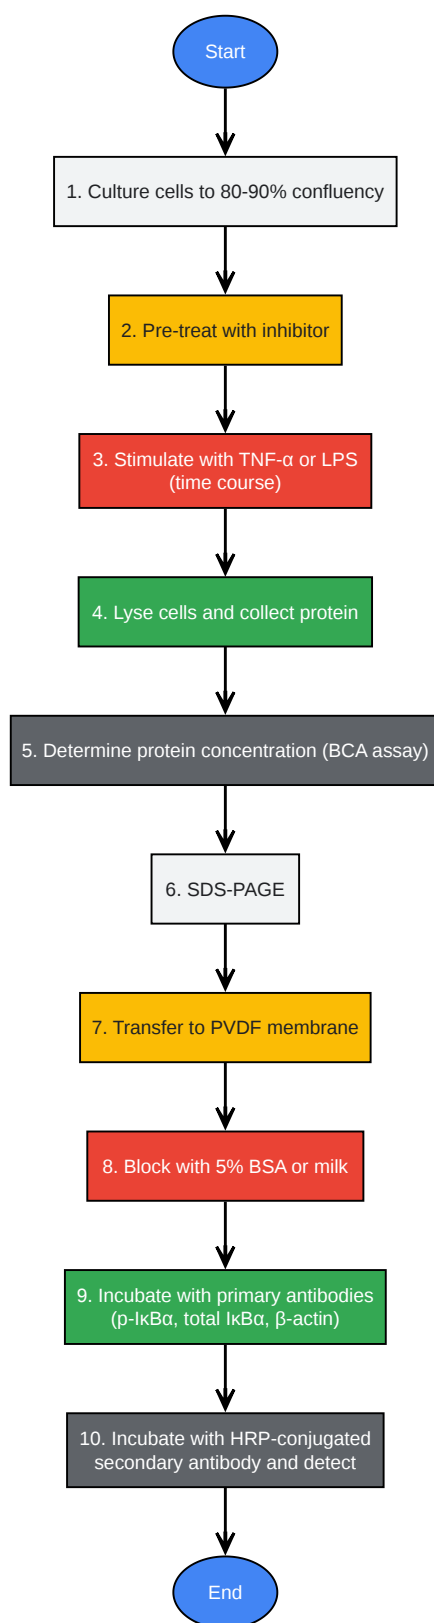 Start
1. Culture cells to 80-90% confluency
2. Pre-treat with inhibitor
3. Stimulate with TNF-α or LPS
(time course)
4. Lyse cells and collect protein
5. Determine protein concentration (BCA assay)
6. SDS-PAGE
7. Transfer to PVDF membrane
8. Block with 5% BSA or milk
9. Incubate with primary antibodies
(p-IκBα, total IκBα, β-actin)
10. Incubate with HRP-conjugated
secondary antibody and detect
End